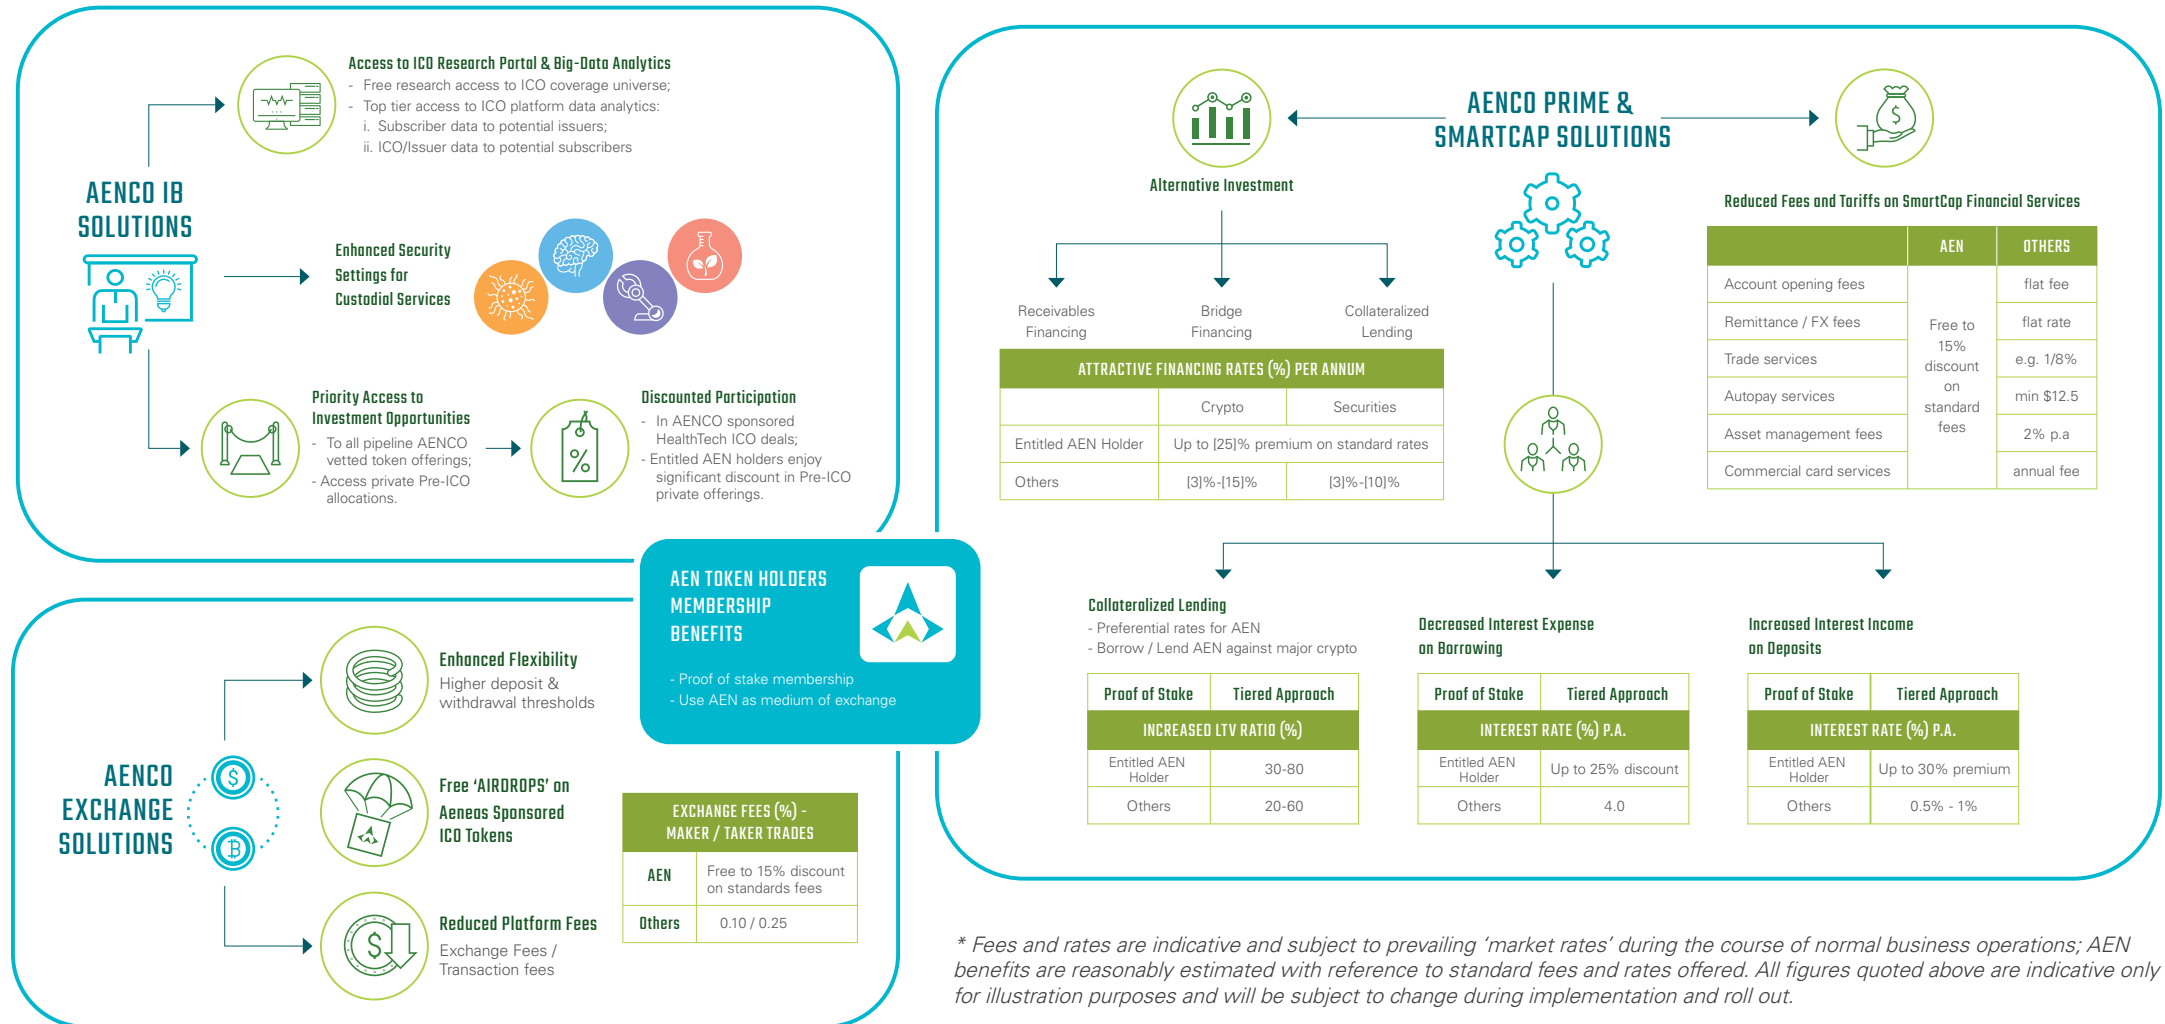 Access to ICO Research Portal & Big-Data Analytics
- Free research access to ICO coverage universe;
- Top tier access to ICO platform data analytics:
i. Subscriber data to potential issuers;
ii. ICO/Issuer data to potential subscribers
AENCO IB
SOLUTIONS
Enhanced Security
Settings for
Custodial Services
Priority Access to
Investment Opportunities
- To all pipeline AENCO
vetted token offerings;
- Access private Pre-ICO
allocations.
%
Discounted Participation
- In AENCO sponsored
HealthTech ICO deals;
- Entitled AEN holders enjoy
significant discount in Pre-ICO
private offerings.
AEN TOKEN HOLDERS
MEMBERSHIP
BENEFITS
- Proof of stake membership
- Use AEN as medium of exchange
AENCO
EXCHANGE
SOLUTIONS
$
Enhanced Flexibility
Higher deposit &
withdrawal thresholds
Free ‘AIRDROPS’ on
Aeneas Sponsored
ICO Tokens
$
Reduced Platform Fees
Exchange Fees /
Transaction fees
EXCHANGE FEES (%) -
MAKER / TAKER TRADES
AEN
Free to 15% discount
on standards fees
Others 0.10 / 0.25
AENCO PRIME &
SMARTCAP SOLUTIONS
Alternative Investment
Receivables
Financing
Bridge
Financing
Collateralized
Lending
ATTRACTIVE FINANCING RATES (%) PER ANNUM
Crypto Securities
Entitled AEN Holder Up to [25]% premium on standard rates
Others [3]%-[15]% [3]%-[10]%
$
Reduced Fees and Tariffs on SmartCap Financial Services
AEN OTHERS
Account opening fees flat fee
Remittance / FX fees flat rate
Trade services e.g. 1/8%
Autopay services min $12.5
Asset management fees 2% p.a
Commercial card services annual fee
Free to
15%
discount
on
standard
fees
Collateralized Lending
- Preferential rates for AEN
- Borrow / Lend AEN against major crypto
Proof of Stake Tiered Approach
INCREASED LTV RATIO (%)
Entitled AEN
Holder
30-80
Others 20-60
Decreased Interest Expense
on Borrowing
Proof of Stake Tiered Approach
INTEREST RATE (%) P.A.
Entitled AEN
Holder
Up to 25% discount
Others 4.0
Increased Interest Income
on Deposits
Proof of Stake Tiered Approach
INTEREST RATE (%) P.A.
Entitled AEN
Holder
Up to 30% premium
Others 0.5% - 1%
* Fees and rates are indicative and subject to prevailing ‘market rates’ during the course of normal business operations; AEN
benefits are reasonably estimated with reference to standard fees and rates offered. All figures quoted above are indicative only
for illustration purposes and will be subject to change during implementation and roll out.